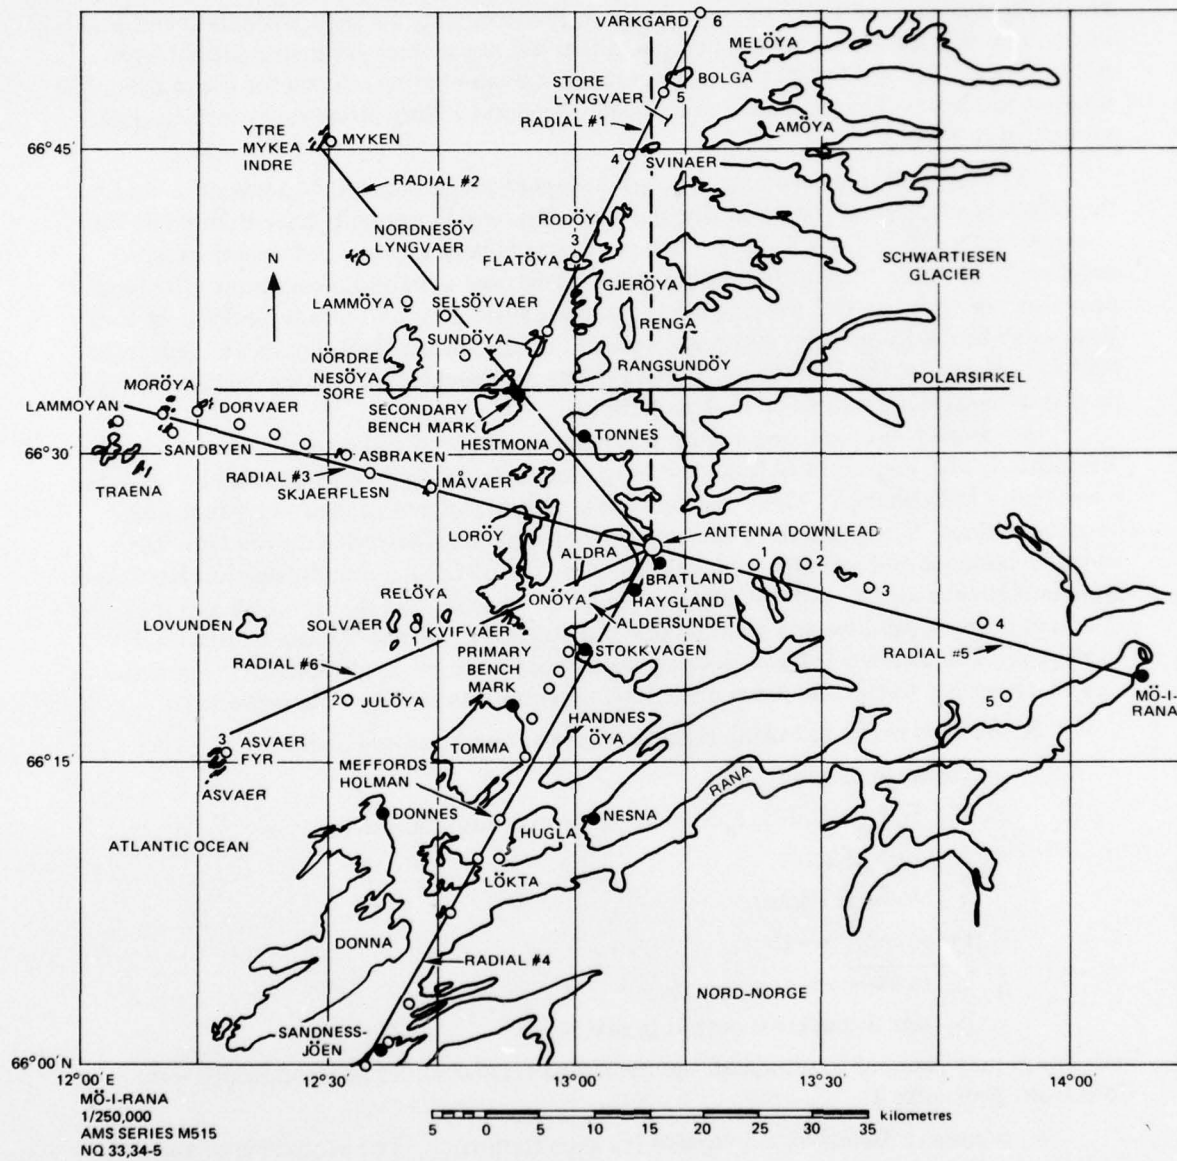 VARKGARD
6
MELÖYA
STORE
LYNGVAER
BOLGA
5
RADIAL #1
AMÖYA
YTRE
MYKEA
INDRE
MYKEN
66°45'
4
SVINAER
RADIAL #2
NORDNESÖY
LYNGVAER
RODÖY
3
FLATÖYA
SCHWARTIESEN
GLACIER
N
GJERÖYA
LAMMÖYA
SELSÖYVAER
RENGA
SUNDÖYA
NÖRDRE
NESÖYA
SORE
RANGSUNDÖY
MORÖYA
POLARSIRKEL
LAMMOYAN
DORVAER
SECONDARY
BENCH MARK
HESTMONA
TONNES
SANDBYEN
66°30'
ASBRAKEN
RADIAL #3
SKJAERFLESN
MÅVAER
TRAENA
LORÖY
ALDRA
ANTENNA DOWNLEAD
1
2
BRATLAND
3
RELÖYA
ONÖYA
HAYGLAND
ALDERSUNDET
LOVUNDEN
SOLVAER
KVIFVAER
1
4
RADIAL #6
PRIMARY
BENCH
MARK
STOKKVAGEN
RADIAL #5
2
JULÖYA
5
MÖ-I-
RANA
3
ASVAER
FYR
HANDNES
ÖYA
TOMMA
66°15'
MEFFORDS
HOLMAN
ASVAER
RANA
DONNES
NESNA
HUGLA
ATLANTIC OCEAN
5
LÖKTA
DONNA
RADIAL #4
NORD-NORGE
SANDNESS-
JÖEN
66°00'N
12°00'E
12°30'
13°00'
13°30'
14°00'
MÖ-I-RANA
1/250,000
AMS SERIES M515
NQ 33,34-5
5 0 5 10 15 20 25 30 35
kilometres